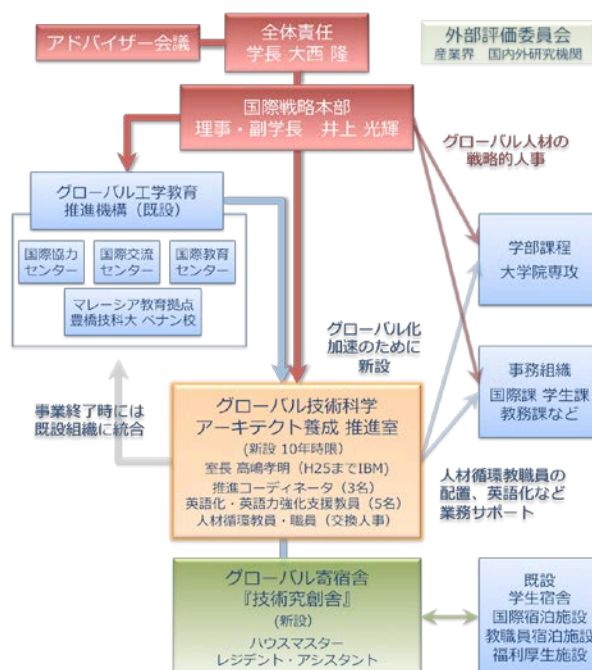 アドバイザー会議
全体責任
学長 大西 隆
外部評価委員会
産業界　国内外研究機関
国際戦略本部
理事・副学長　井上 光輝
グローバル人材の
戦略的人事
グローバル工学教育
推進機構（既設）
国際協力
センター
国際交流
センター
国際教育
センター
マレーシア教育拠点
豊橋技科大 ペナン校
学部課程
大学院専攻
グローバル化
加速のために
新設
事務組織
国際課 学生課
教務課など
事業終了時には
既設組織に統合
グローバル技術科学
アーキテクト養成 推進室
(新設 10年時限)
室長 高嶋孝明（H25までIBM)
推進コーディネータ（3名）
英語化・英語力強化支援教員（5名）
人材循環教員・職員（交換人事）
人材循環教職員の
配置、英語化など
業務サポート
グローバル寄宿舎
『技術究創舎』
(新設)
ハウスマスター
レジデント・アシスタント
既設
学生宿舎
国際宿泊施設
教職員宿泊施設
福利厚生施設